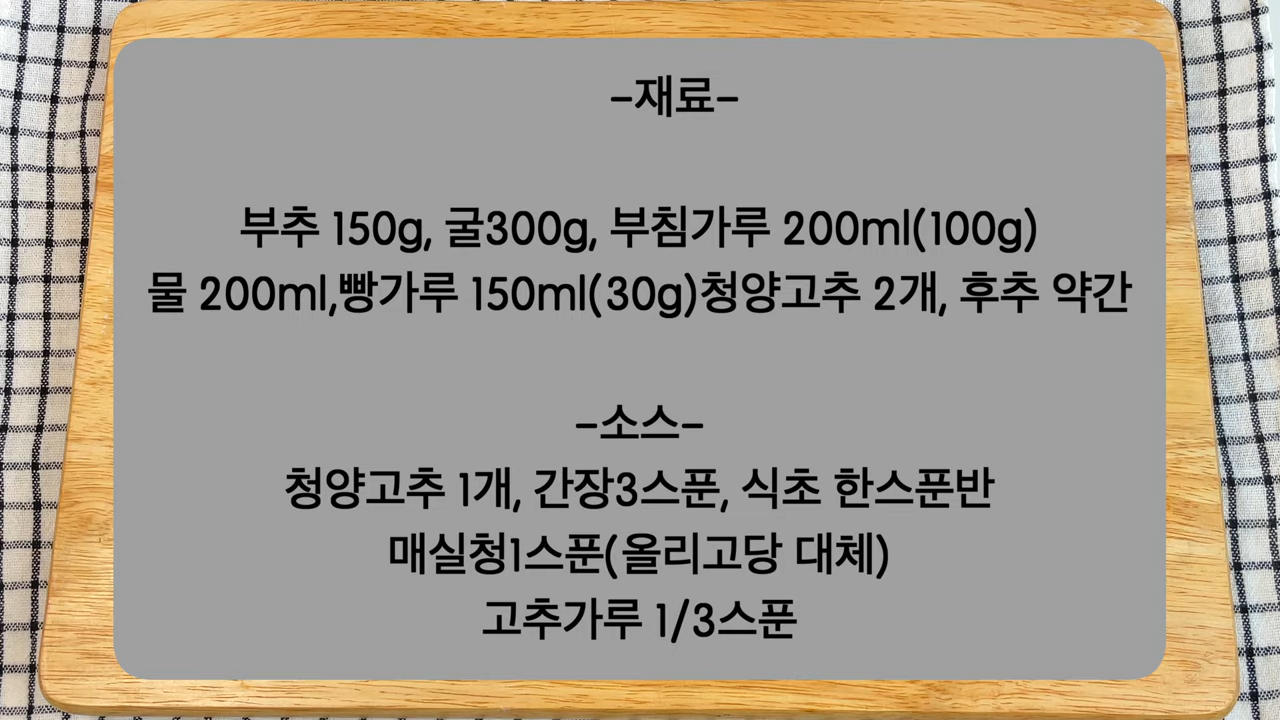 -재료-
부추 150g, 굴300g, 부침가루 200ml(100g)
물 200ml,빵가루 150ml(30g)청양고추 2개, 후추 약간
-소스-
청양고추 1개, 간장3스푼, 식초 한스푼반
매실청1스푼(올리고당 대체)
고추가루 1/3스푼